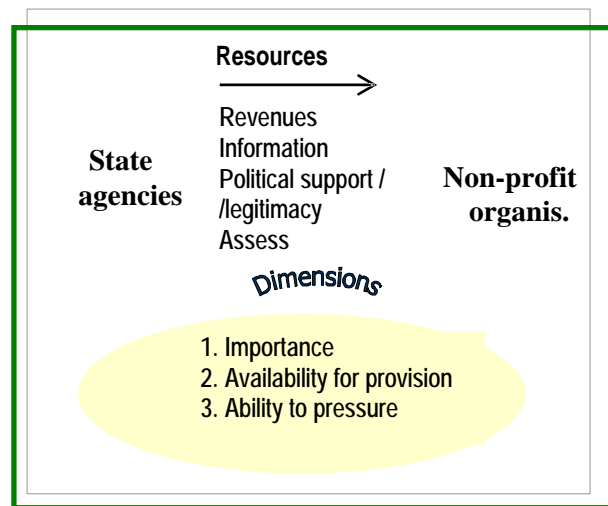 Resources
Revenues
Information
Political support /
/legitimacy
Assess
State
agencies
Non-profit
organis.
Dimensions
1. Importance
2. Availability for provision
3. Ability to pressure